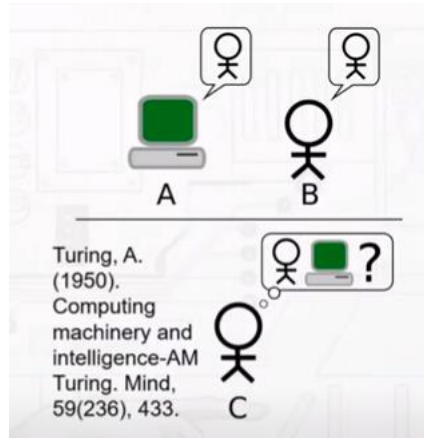 A
B
?
Turing, A.
(1950).
Computing
machinery and
intelligence-AM
Turing. Mind,
59(236), 433.
C